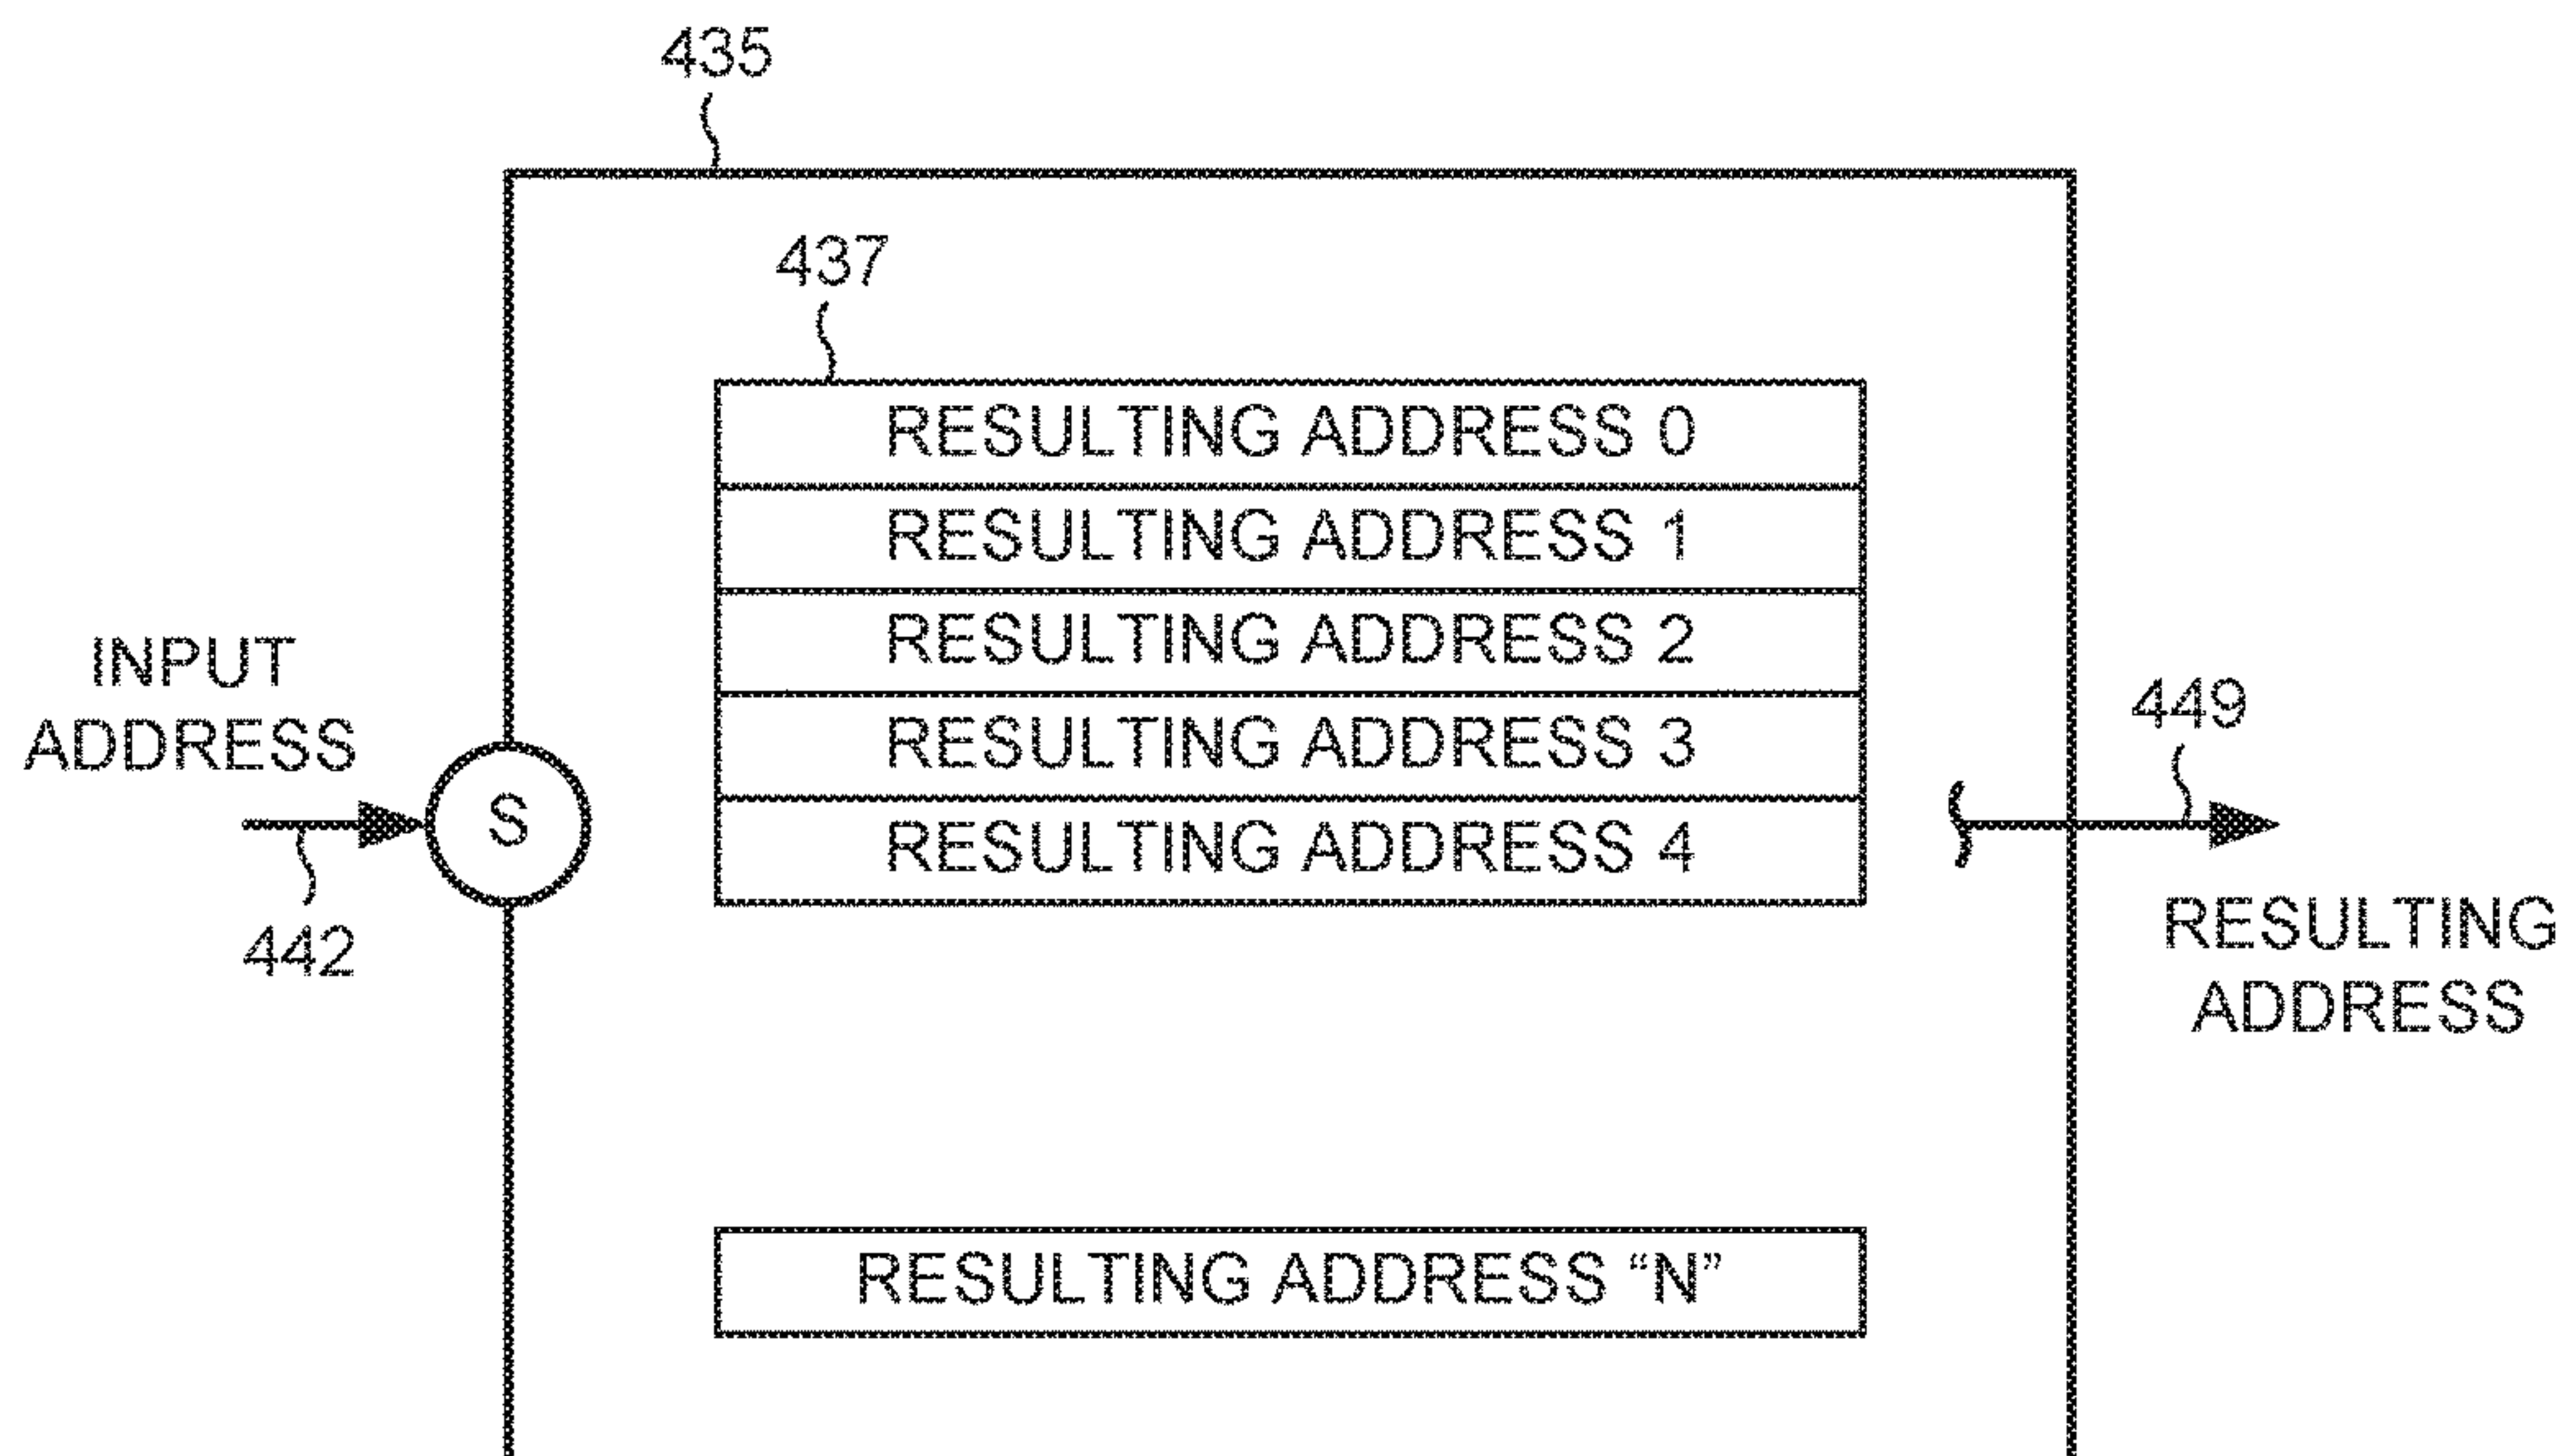 435
437
RESULTING ADDRESS 0
RESULTING ADDRESS 1
RESULTING ADDRESS 2
RESULTING ADDRESS 3
RESULTING ADDRESS 4
INPUT
ADDRESS
S
442
449
RESULTING
ADDRESS
RESULTING ADDRESS “N”